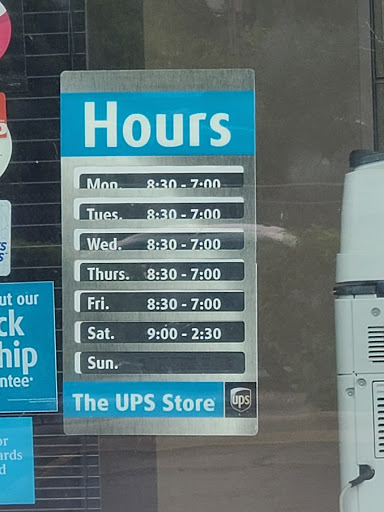 Hours
Mon. 8:30 - 7:00
Tues. 8:30 - 7:00
Wed. 8:30 - 7:00
Thurs. 8:30 - 7:00
Fri. 8:30 - 7:00
Sat. 9:00 - 2:30
Sun.
The UPS Store ups
ut our
ck
hip
ntee*
or
ards
d